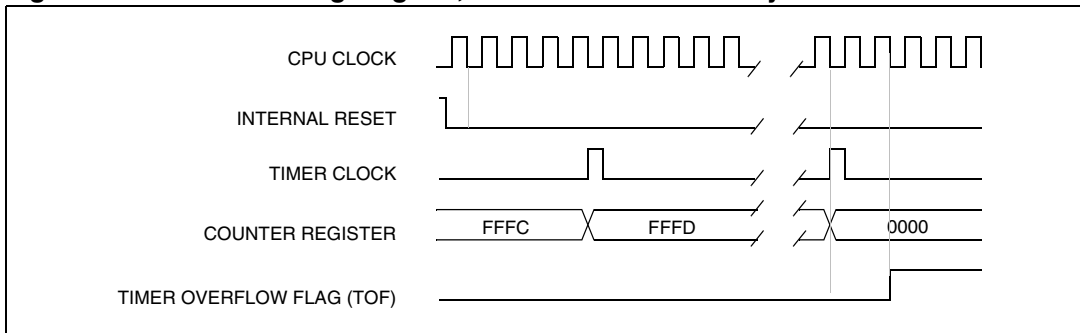 CPU CLOCK
INTERNAL RESET
TIMER CLOCK
COUNTER REGISTER FFFC FFFD 0000
TIMER OVERFLOW FLAG (TOF)